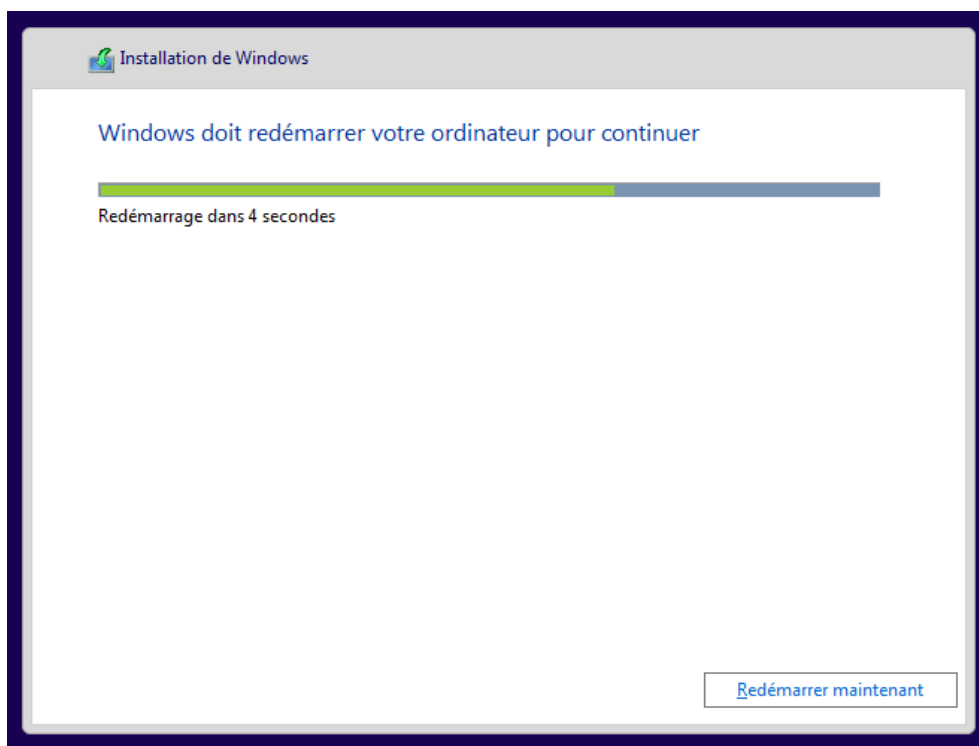 Installation de Windows
Windows doit redémarrer votre ordinateur pour continuer
Redémarrage dans 4 secondes
Redémarrer maintenant